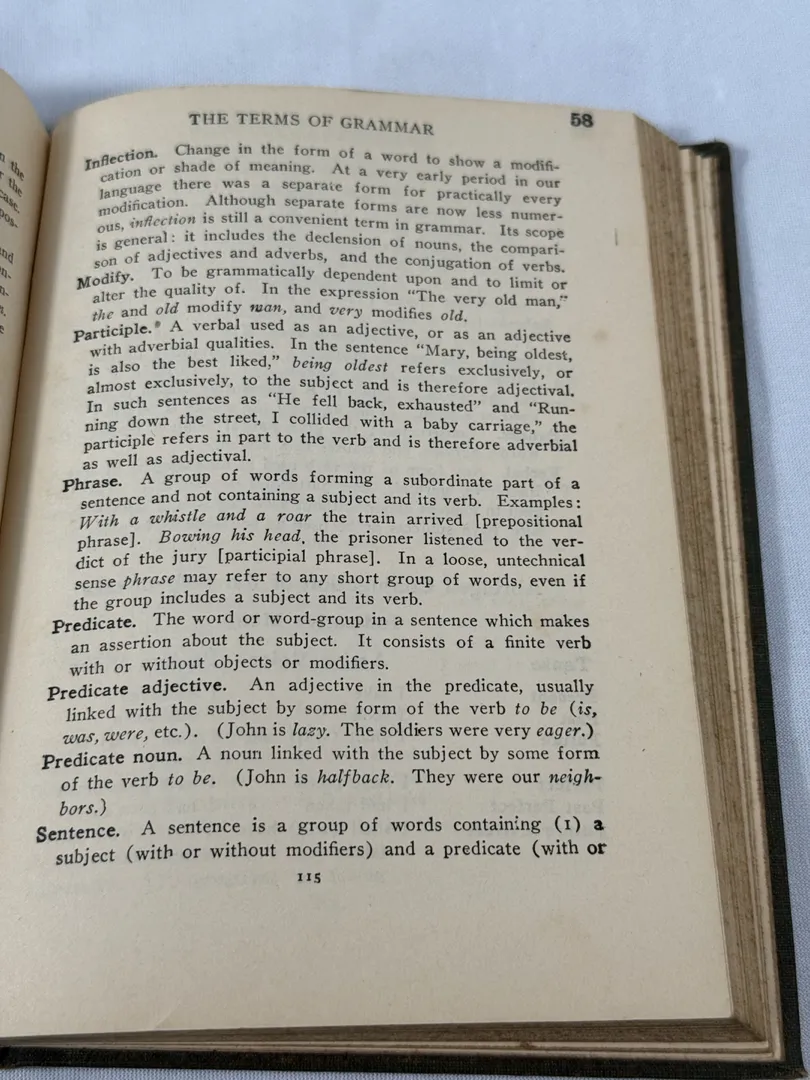 THE TERMS OF GRAMMAR 58
Inflection. Change in the form of a word to show a modifi-
cation or shade of meaning. At a very early period in our
language there was a separate form for practically every
modification. Although separate forms are now less numer-
ous, inflection is still a convenient term in grammar. Its scope
is general: it includes the declension of nouns, the compari-
son of adjectives and adverbs, and the conjugation of verbs.
Modify. To be grammatically dependent upon and to limit or
alter the quality of. In the expression “The very old man,”
the and old modify man, and very modifies old.
Participle. A verbal used as an adjective, or as an adjective
with adverbial qualities. In the sentence “Mary, being oldest,
is also the best liked,” being oldest refers exclusively, or
almost exclusively, to the subject and is therefore adjectival.
In such sentences as “He fell back, exhausted” and “Run-
ning down the street, I collided with a baby carriage,” the
participle refers in part to the verb and is therefore adverbial
as well as adjectival.
Phrase. A group of words forming a subordinate part of a
sentence and not containing a subject and its verb. Examples:
With a whistle and a roar the train arrived [prepositional
phrase]. Bowing his head, the prisoner listened to the ver-
dict of the jury [participial phrase]. In a loose, untechnical
sense phrase may refer to any short group of words, even if
the group includes a subject and its verb.
Predicate. The word or word-group in a sentence which makes
an assertion about the subject. It consists of a finite verb
with or without objects or modifiers.
Predicate adjective. An adjective in the predicate, usually
linked with the subject by some form of the verb to be (is,
was, were, etc.). (John is lazy. The soldiers were very eager.)
Predicate noun. A noun linked with the subject by some form
of the verb to be. (John is halfback. They were our neigh-
bors.)
Sentence. A sentence is a group of words containing (1) a
subject (with or without modifiers) and a predicate (with or
115